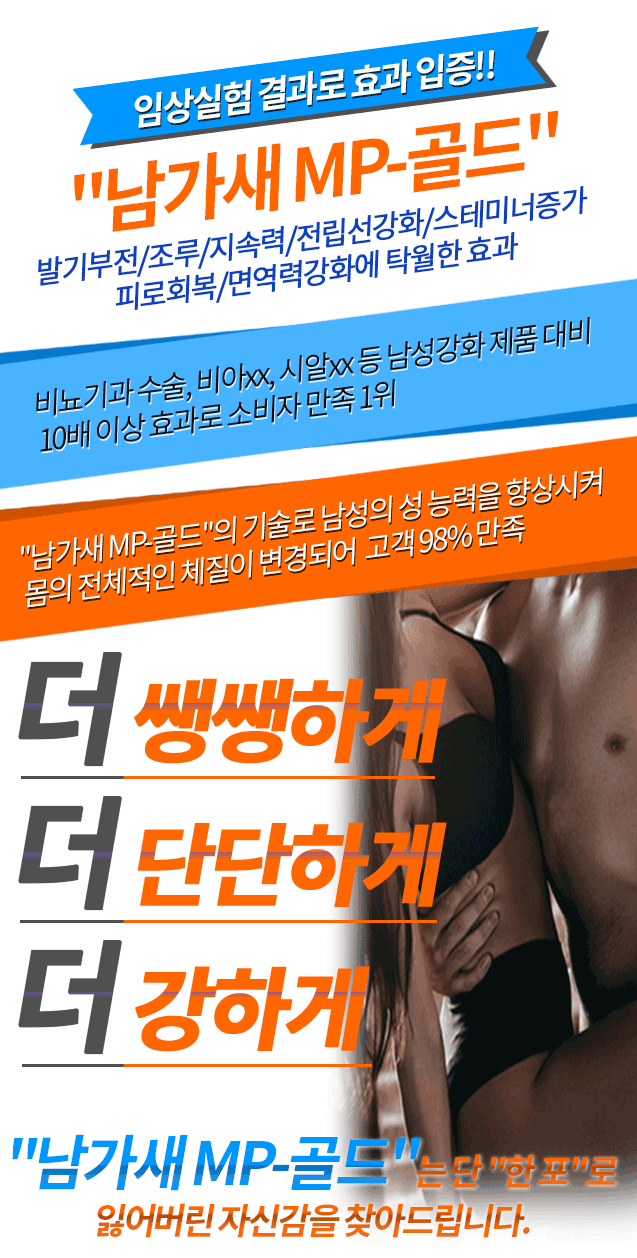 임상실험 결과로 효과 입증!!
"남가새 MP-골드"
발기부전/조루/지속력/전립선강화/스테미너증가
피로회복/면역력강화에 탁월한 효과
비뇨기과 수술, 비아xx, 시알xx 등 남성강화 제품 대비
10배 이상 효과로 소비자 만족 1위
"남가새 MP-골드"의 기술로 남성의 성 능력을 향상시켜
몸의 전체적인 체질이 변경되어 고객 98% 만족
더 쌩쌩하게
더 단단하게
더 강하게
"남가새 MP-골드"는 단 "한 포"로
잃어버린 자신감을 찾아드립니다.